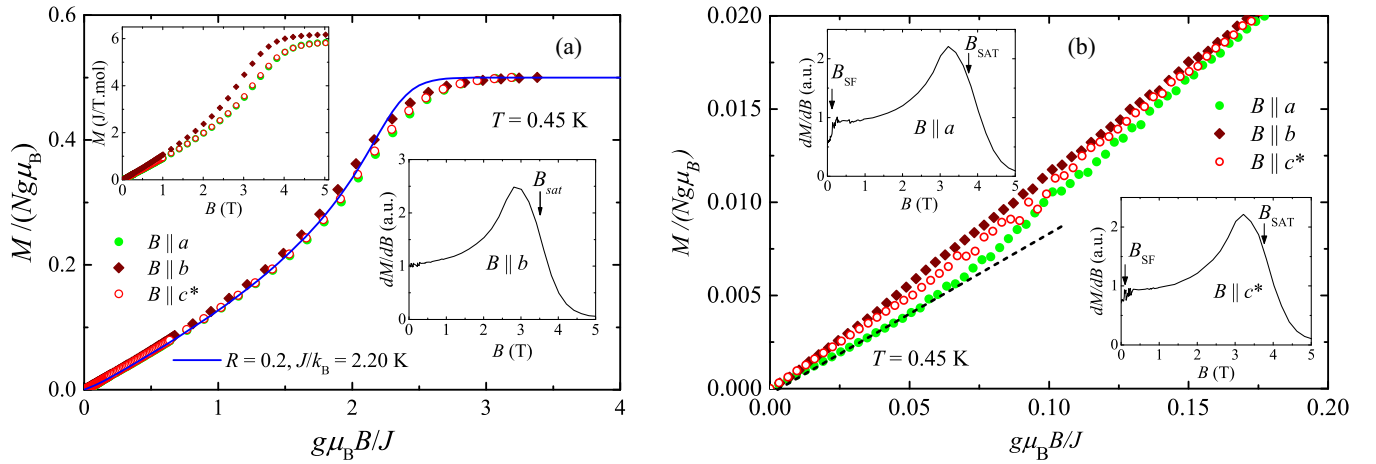 (a)
M (J/T.mol)
6
4
2
0
0 1 2 3 4 5
B (T)
M /(Ngμ_B)
0.6
0.4
0.2
0.0
T = 0.45 K
B || a
B || b
B || c*
R = 0.2, J/k_B = 2.20 K
dM/dB (a.u.)
3
2
1
0
B_sat
B || b
0 1 2 3 4 5
B (T)
0 1 2 3 4
gμ_B B/J
(b)
M /(Ngμ_B)
0.020
0.015
0.010
0.005
0.000
dM/dB (a.u.)
2
1
0
B_SF
B_SAT
B || a
0 1 2 3 4 5
B (T)
B || a
B || b
B || c*
dM/dB (a.u.)
2
1
0
B_SF
B_SAT
B || c*
0 1 2 3 4 5
B (T)
T = 0.45 K
0.00 0.05 0.10 0.15 0.20
gμ_B B/J